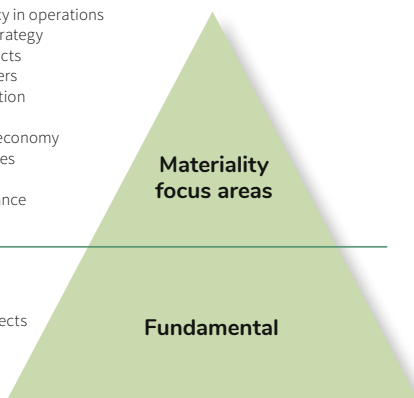 y in operations
rategy
cts
ers
tion
economy
es
ance
Materiality
focus areas
ects
Fundamental